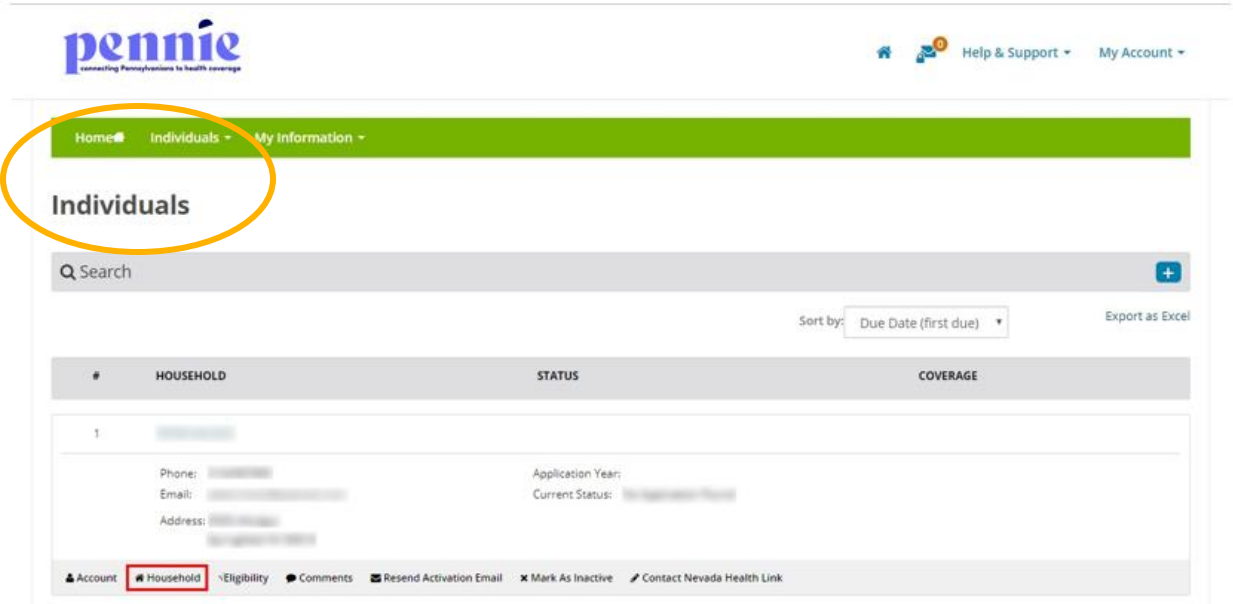 pennie
connecting Pennsylvanians to health coverage
0 Help & Support My Account
Home Individuals My Information
Individuals
Search +
Sort by: Due Date (first due) Export as Excel
# HOUSEHOLD STATUS COVERAGE
1
Phone: Application Year:
Email: Current Status:
Address:
Account Household Eligibility Comments Resend Activation Email Mark As Inactive Contact Nevada Health Link